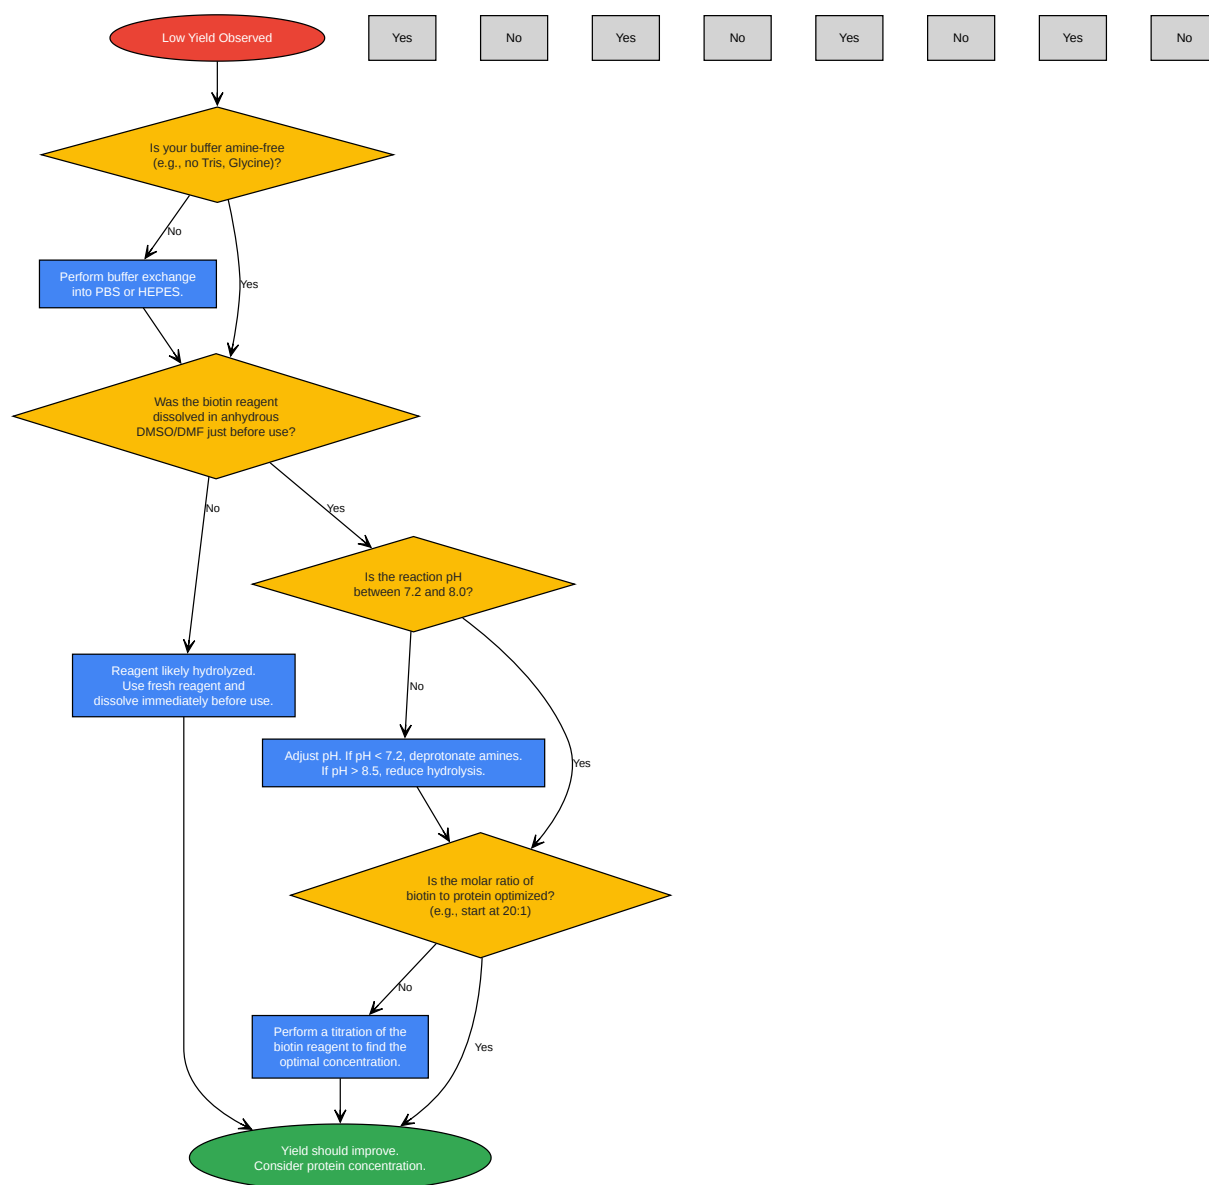 Low Yield Observed
Yes
No
Yes
No
Yes
No
Yes
No
Is your buffer amine-free
(e.g., no Tris, Glycine)?
No
Yes
Perform buffer exchange
into PBS or HEPES.
Was the biotin reagent
dissolved in anhydrous
DMSO/DMF just before use?
No
Yes
Is the reaction pH
between 7.2 and 8.0?
Reagent likely hydrolyzed.
Use fresh reagent and
dissolve immediately before use.
No
Yes
Adjust pH. If pH < 7.2, deprotonate amines.
If pH > 8.5, reduce hydrolysis.
Is the molar ratio of
biotin to protein optimized?
(e.g., start at 20:1)
No
Yes
Perform a titration of the
biotin reagent to find the
optimal concentration.
Yield should improve.
Consider protein concentration.